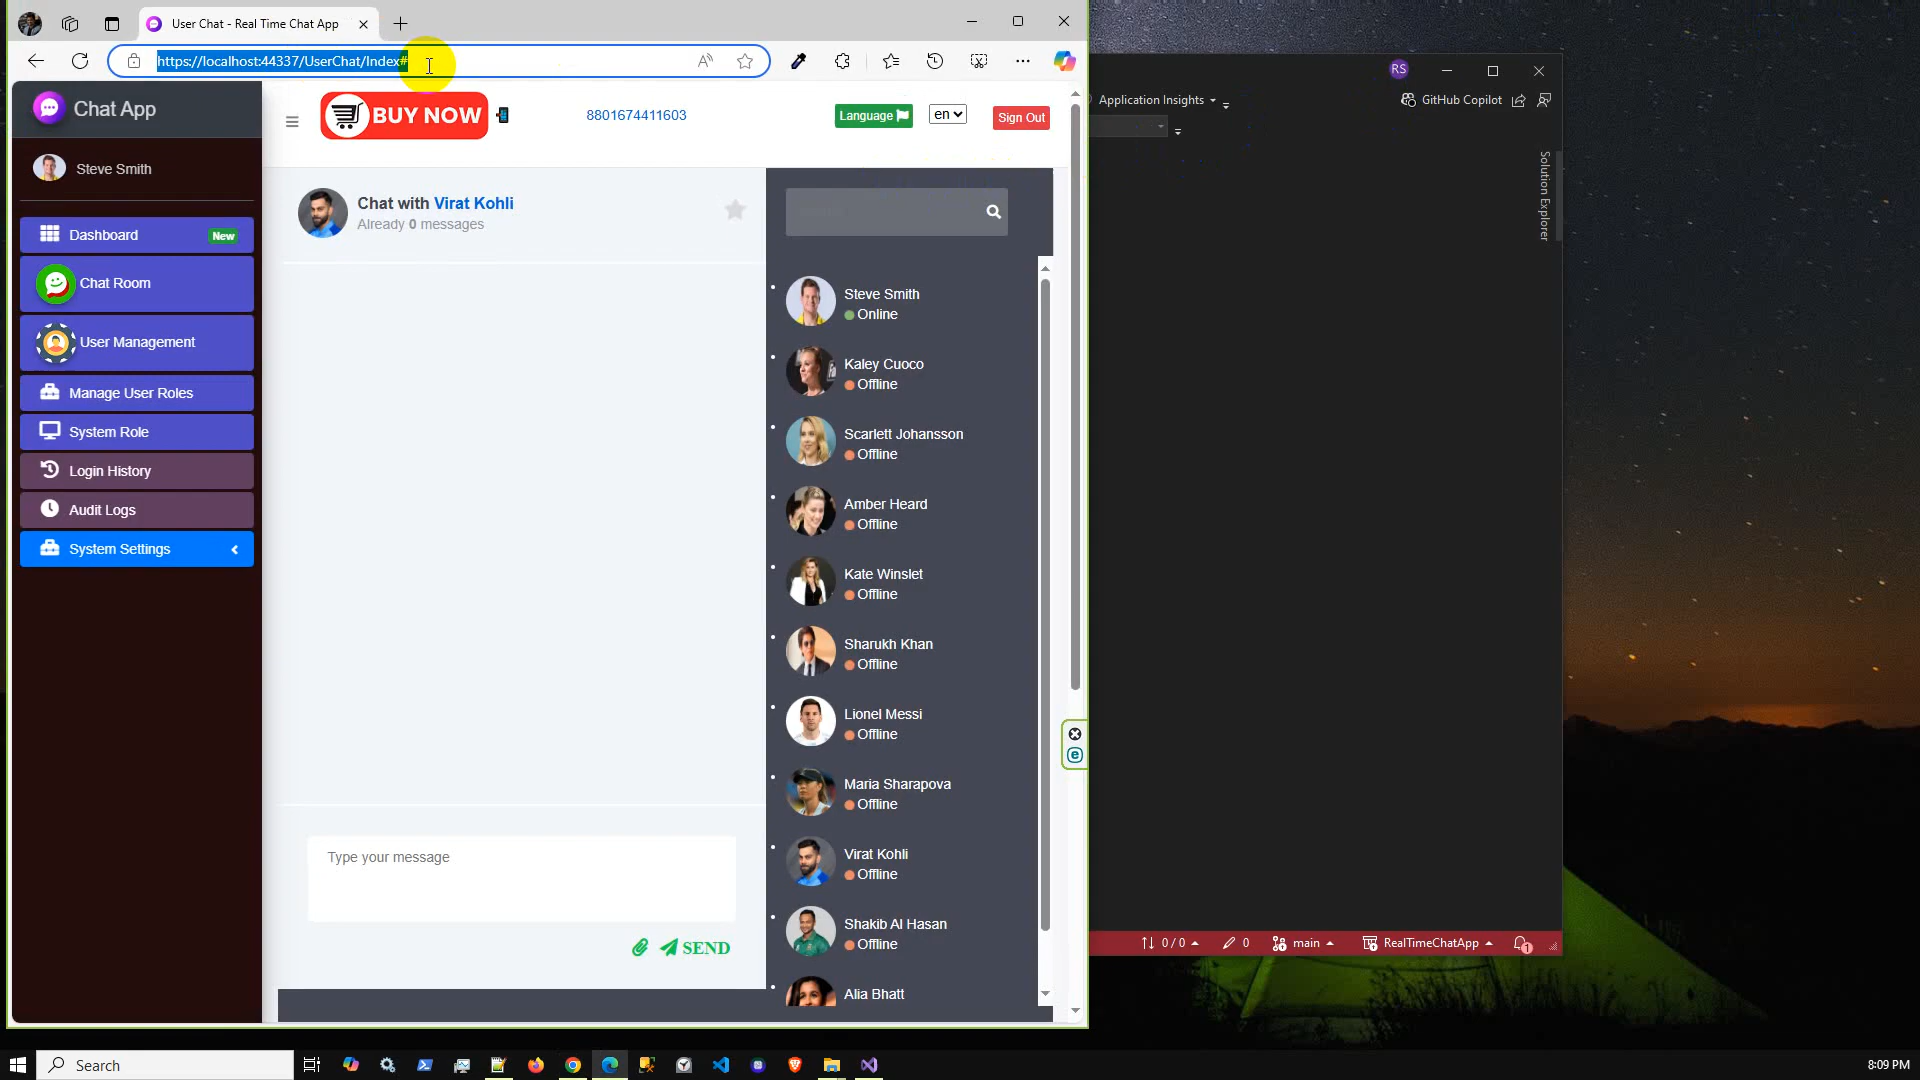 User Chat - Real Time Chat App
https://localhost:44337/UserChat/Index#
Chat App
BUY NOW
8801674411603
Language
en
Sign Out
Steve Smith
Dashboard
New
Chat Room
User Management
Manage User Roles
System Role
Login History
Audit Logs
System Settings
Chat with Virat Kohli
Already 0 messages
Type your message
SEND
Steve Smith
Online
Kaley Cuoco
Offline
Scarlett Johansson
Offline
Amber Heard
Offline
Kate Winslet
Offline
Sharukh Khan
Offline
Lionel Messi
Offline
Maria Sharapova
Offline
Virat Kohli
Offline
Shakib Al Hasan
Offline
Alia Bhatt
RS
Application Insights
GitHub Copilot
Solution Explorer
0 / 0
0
main
RealTimeChatApp
1
Search
8:09 PM